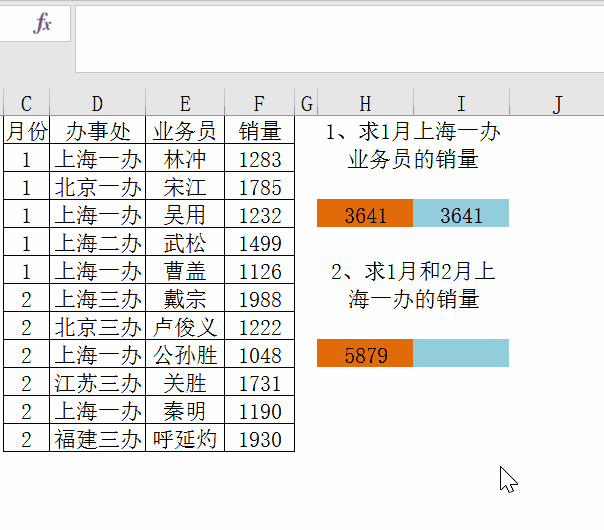 fx
C D E F G H I J
月份 办事处 业务员 销量 1、求1月上海一办
1 上海一办 林冲 1283 业务员的销量
1 北京一办 宋江 1785
1 上海一办 吴用 1232 3641 3641
1 上海二办 武松 1499
1 上海一办 曹盖 1126 2、求1月和2月上
2 上海三办 戴宗 1988 海一办的销量
2 北京三办 卢俊义 1222
2 上海一办 公孙胜 1048 5879
2 江苏三办 关胜 1731
2 上海一办 秦明 1190
2 福建三办 呼延灼 1930